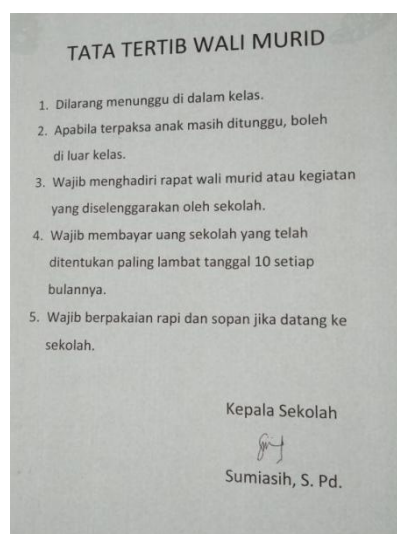 TATA TERTIB WALI MURID
1. Dilarang menunggu di dalam kelas.
2. Apabila terpaksa anak masih ditunggu, boleh
di luar kelas.
3. Wajib menghadiri rapat wali murid atau kegiatan
yang diselenggarakan oleh sekolah.
4. Wajib membayar uang sekolah yang telah
ditentukan paling lambat tanggal 10 setiap
bulannya.
5. Wajib berpakaian rapi dan sopan jika datang ke
sekolah.
Kepala Sekolah
Sumiasih, S. Pd.